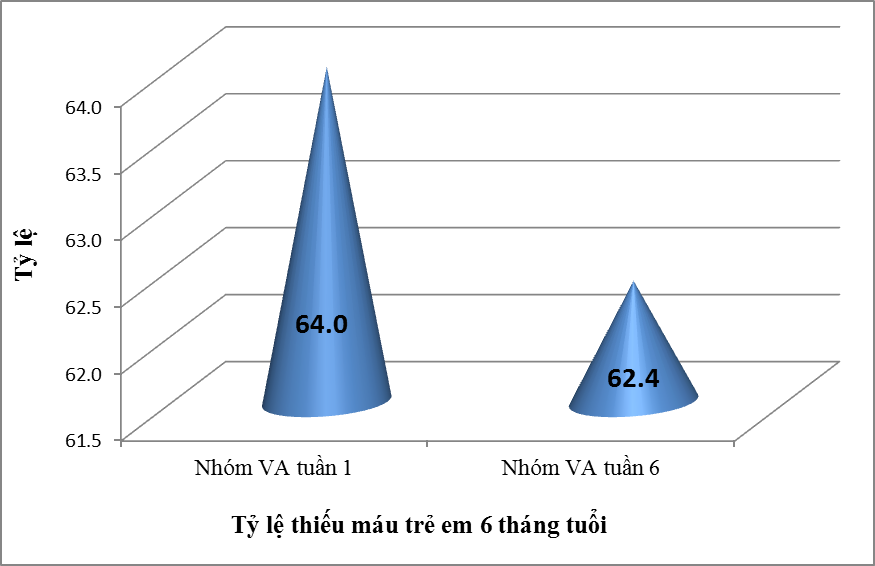 64.0
63.5
63.0
62.5
62.0
61.5
Tỷ lệ
64.0
62.4
Nhóm VA tuần 1
Nhóm VA tuần 6
Tỷ lệ thiếu máu trẻ em 6 tháng tuổi